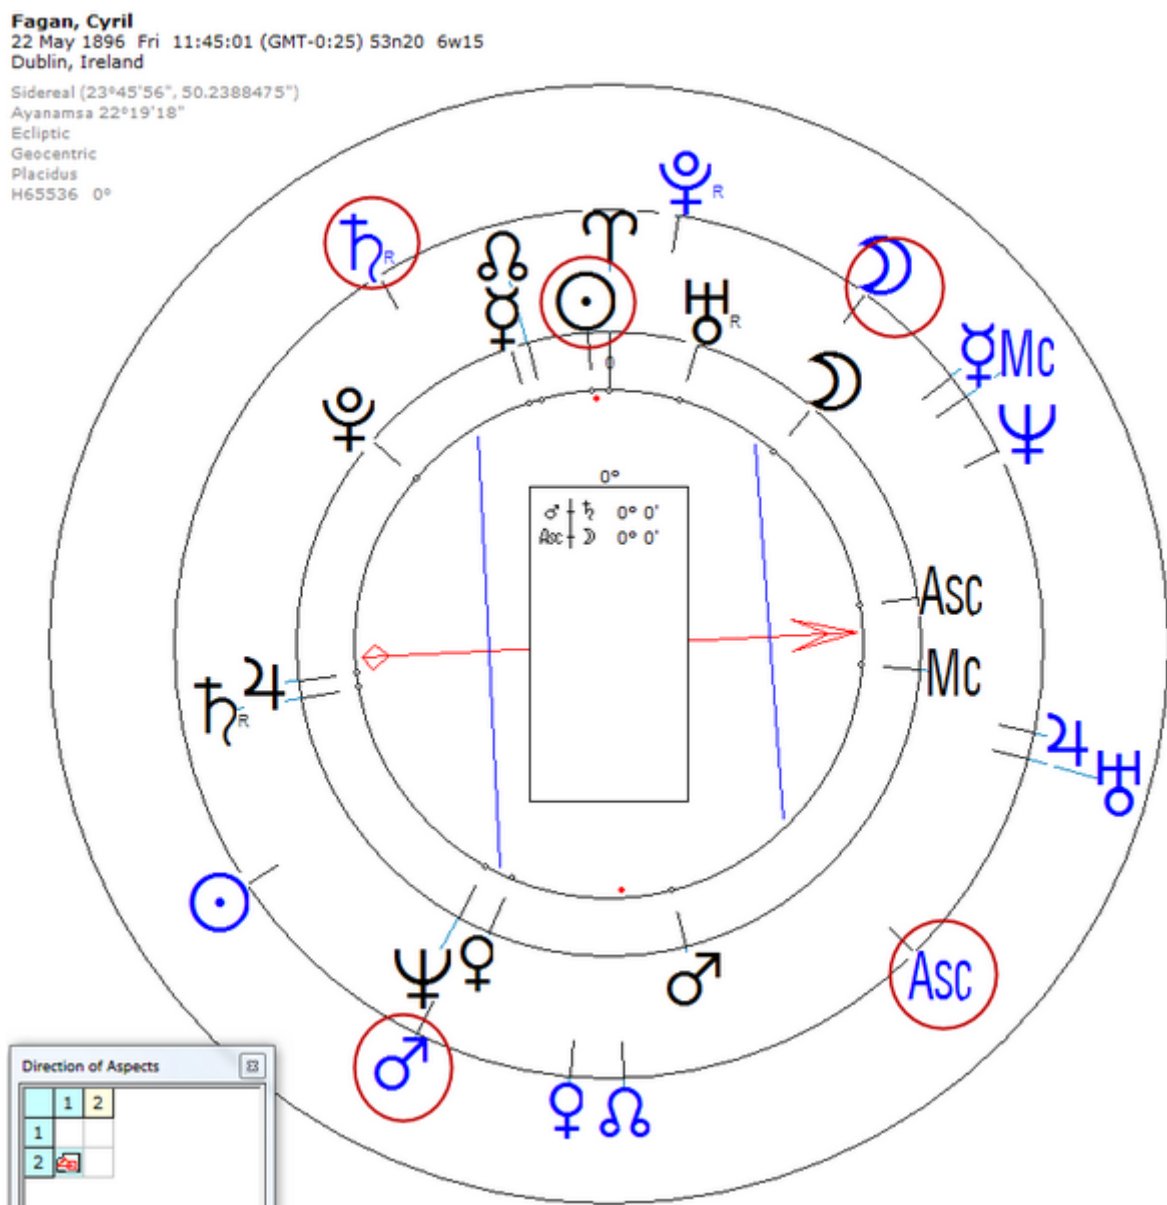 Fagan, Cyril
22 May 1896 Fri 11:45:01 (GMT-0:25) 53n20 6w15
Dublin, Ireland
Sidereal (23°45'56", 50.2388475")
Ayanamsa 22°19'18"
Ecliptic
Geocentric
Placidus
H65536 0°
♇ R
♄ R
☊ ♈
☽
☿ ☉ ♅ R
☿ Mc
0
☽
♇ ♆
0°
♂ ♄ 0° 0'
Asc ☽ 0° 0'
Asc
Mc
♄ R ♃
♃ ♅
☉
♆ ♀ ♂
Asc
♂
♀ ☊
Direction of Aspects
1 2
1
2